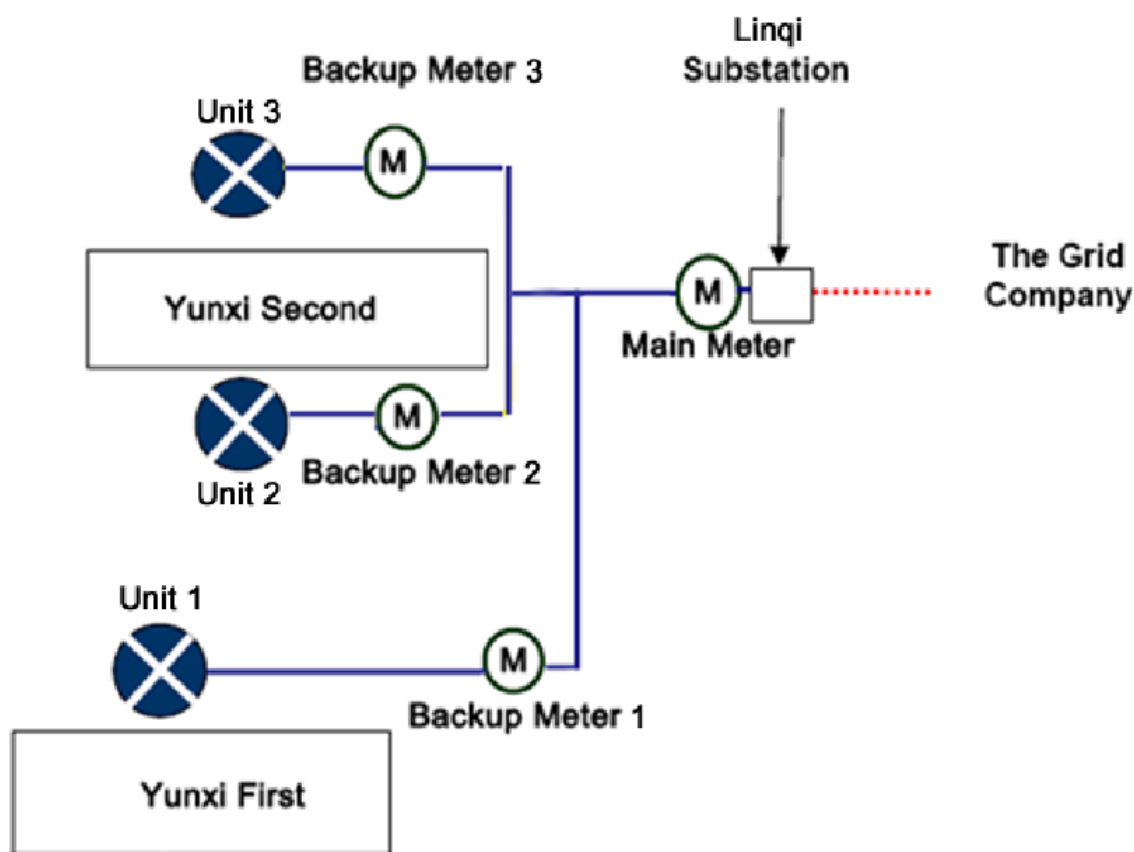 Linqi
Substation
Backup Meter 3
Unit 3
M
Yunxi Second
M
The Grid
Company
Main Meter
M
Backup Meter 2
Unit 2
Unit 1
M
Backup Meter 1
Yunxi First